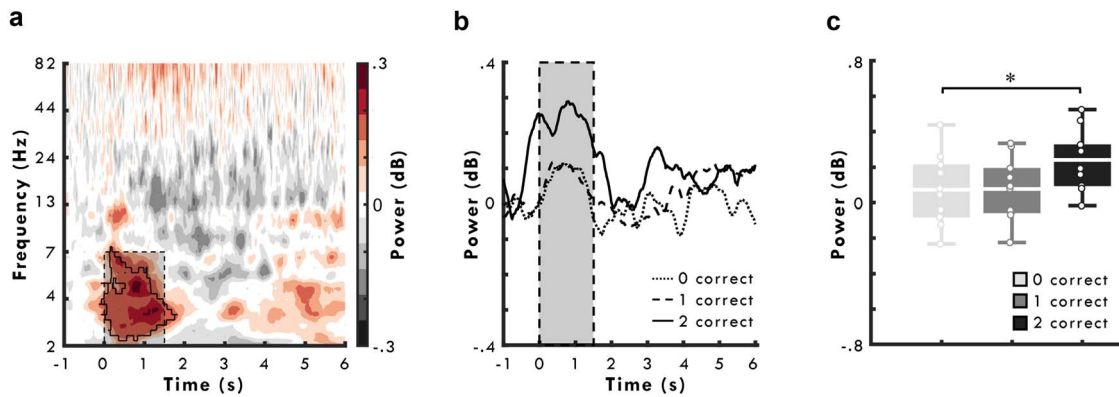 a
82
44
24
13
7
4
2
Frequency (Hz)
-1 0 1 2 3 4 5 6
Time (s)
.3
0
-.3
Power (dB)
b
.4
0
-.4
Power (dB)
0 correct
1 correct
2 correct
-1 0 1 2 3 4 5 6
Time (s)
c
.8
0
-.8
Power (dB)
*
0 correct
1 correct
2 correct